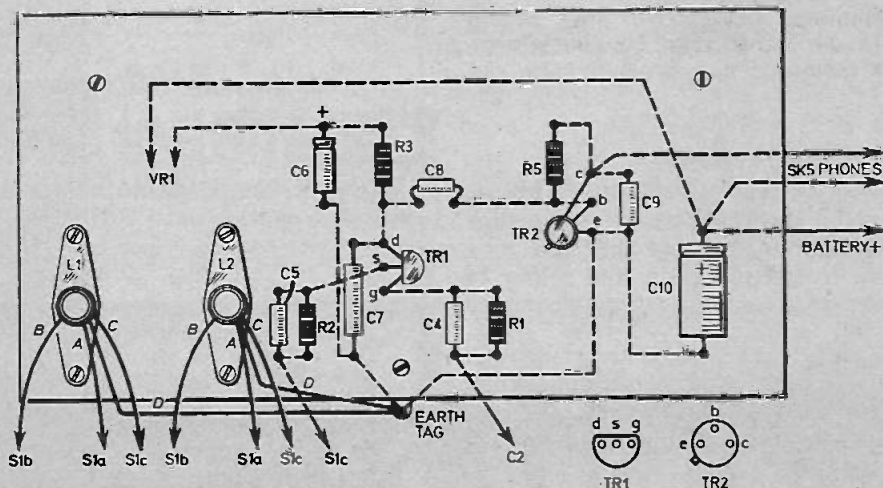 +
R3
C6
C8
R5
c
SK5 PHONES
VR1
b
C9
e
TR2
BATTERY+
d
L1
L2
s
TR1
+
C5
g
C10
B
C
B
C
R2
C7
C4
R1
A
A
D
D
EARTH TAG
b
d s g
e
c
S1b
S1a
S1c
S1b
S1a
S1c
S1c
C2
TR1
TR2